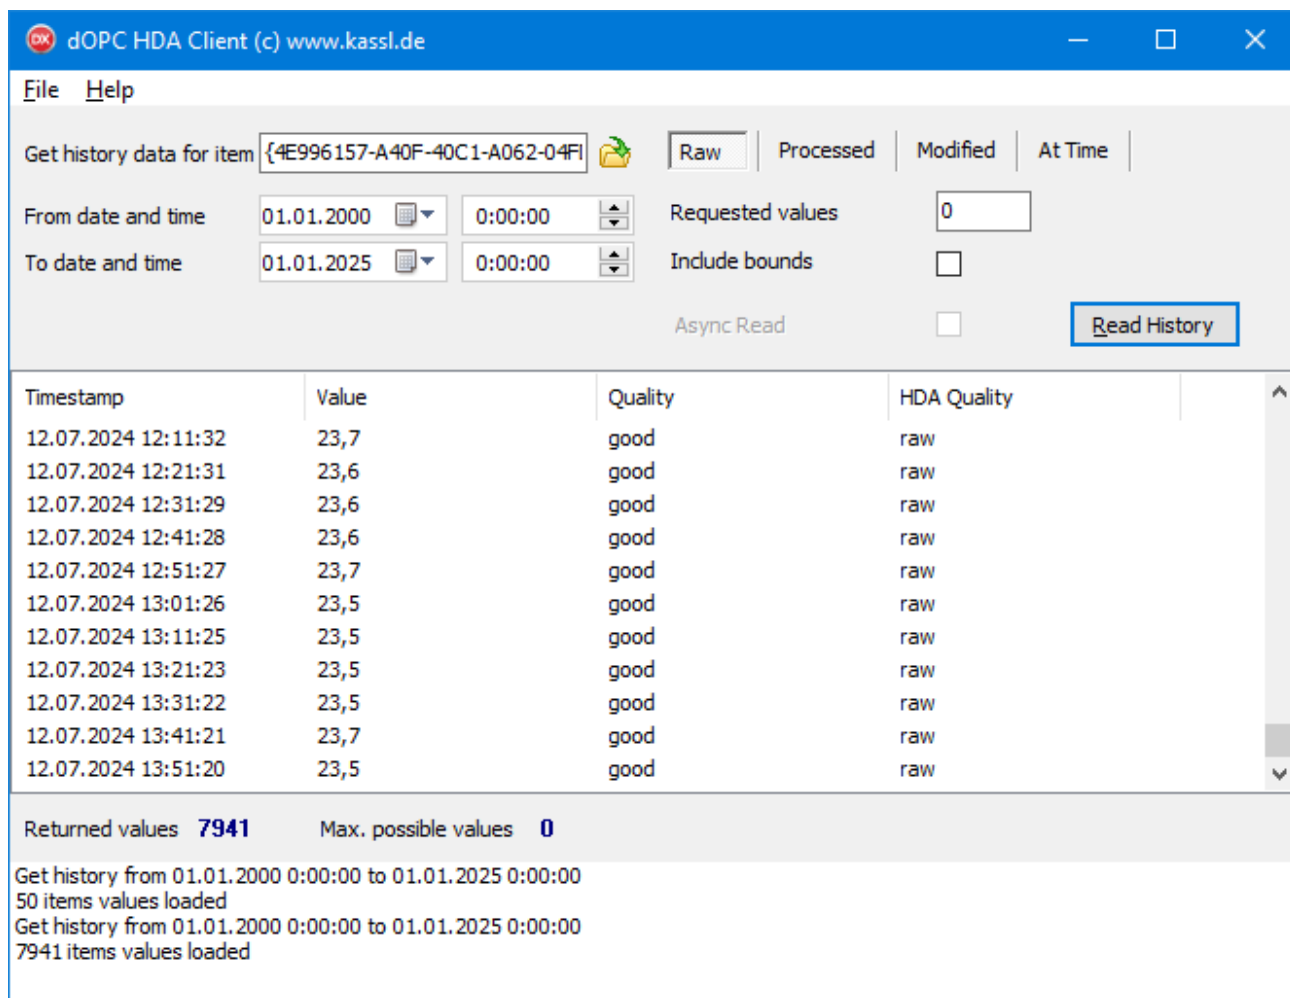 dOPC HDA Client (c) www.kassl.de
File Help
Get history data for item {4E996157-A40F-40C1-A062-04F Raw Processed Modified At Time
From date and time 01.01.2000 0:00:00 Requested values 0
To date and time 01.01.2025 0:00:00 Include bounds
Async Read Read History
Timestamp Value Quality HDA Quality
12.07.2024 12:11:32 23,7 good raw
12.07.2024 12:21:31 23,6 good raw
12.07.2024 12:31:29 23,6 good raw
12.07.2024 12:41:28 23,6 good raw
12.07.2024 12:51:27 23,7 good raw
12.07.2024 13:01:26 23,5 good raw
12.07.2024 13:11:25 23,5 good raw
12.07.2024 13:21:23 23,5 good raw
12.07.2024 13:31:22 23,5 good raw
12.07.2024 13:41:21 23,7 good raw
12.07.2024 13:51:20 23,5 good raw
Returned values 7941 Max. possible values 0
Get history from 01.01.2000 0:00:00 to 01.01.2025 0:00:00
50 items values loaded
Get history from 01.01.2000 0:00:00 to 01.01.2025 0:00:00
7941 items values loaded